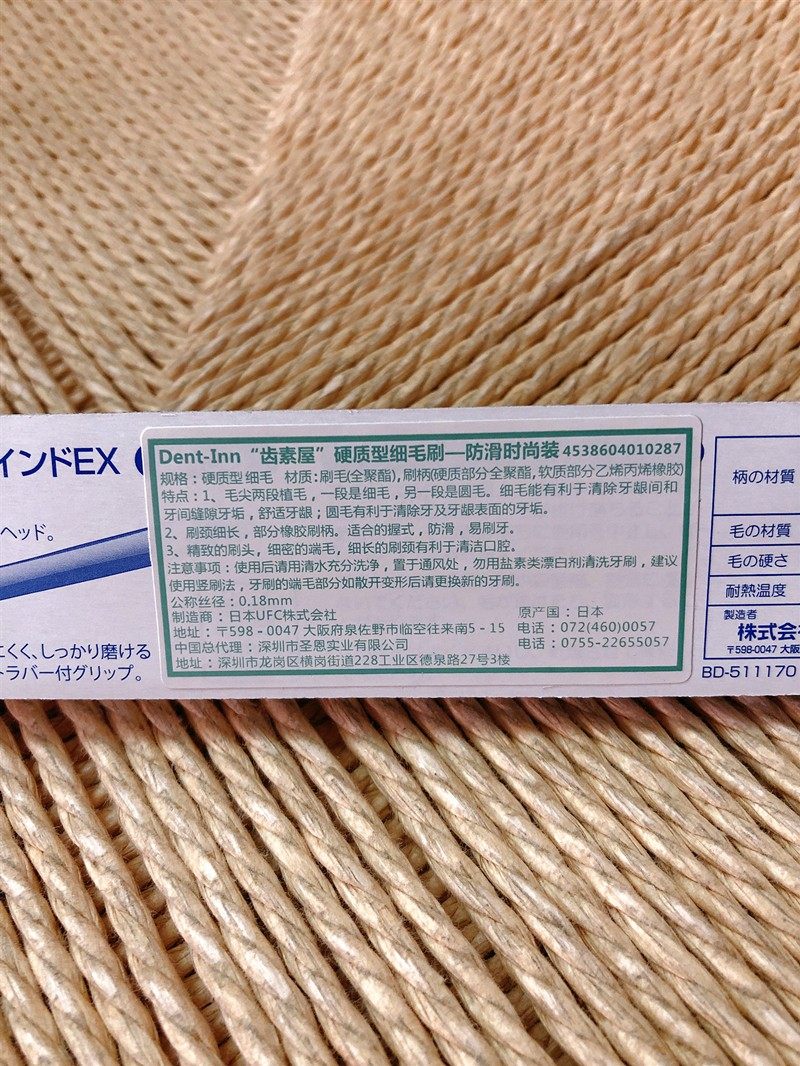 インドEX
ヘッド。
にくく、しっかり磨ける
トラバー付グリップ。
Dent-Inn“齿素屋”硬质型细毛刷—防滑时尚装 4538604010287
规格：硬质型 细毛 材质：刷毛(全聚酯)，刷柄(硬质部分全聚酯，软质部分乙烯丙烯橡胶)
特点：1、毛尖两段植毛，一段是细毛，另一段是圆毛。细毛能有利于清除牙龈间和
牙间缝隙牙垢，舒适牙龈；圆毛有利于清除牙及牙龈表面的牙垢。
2、刷颈细长，部分橡胶刷柄。适合的握式，防滑，易刷牙。
3、精致的刷头，细密的端毛，细长的刷颈有利于清洁口腔。
注意事项：使用后请用清水充分洗净，置于通风处，勿用盐素类漂白剂清洗牙刷，建议
使用竖刷法，牙刷的端毛部分如散开变形后请更换新的牙刷。
公称丝径：0.18mm
制造商：日本UFC株式会社 原产国：日本
地址：〒598-0047 大阪府泉佐野市临空往来南5-15 电话：072(460)0057
中国总代理：深圳市圣恩实业有限公司 电话：0755-22655057
地址：深圳市龙岗区横岗街道228工业区德泉路27号3楼
柄の材質
毛の材質
毛の硬さ
耐熱温度
製造者
株式会
〒598-0047 大阪
BD-511170